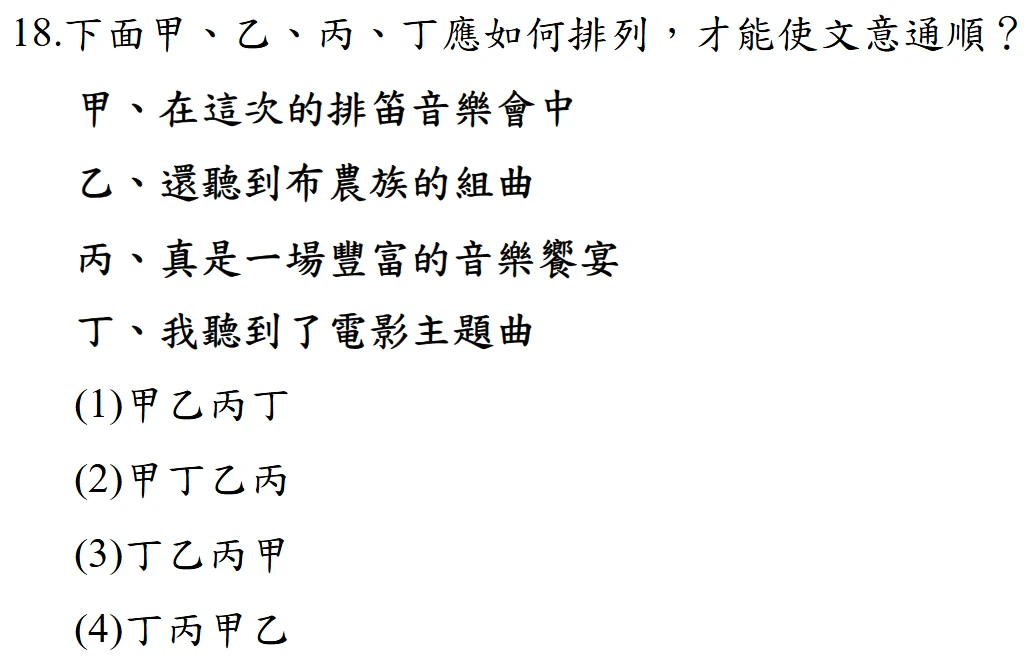 18.下面甲、乙、丙、丁應如何排列，才能使文意通順？
甲、在這次的排笛音樂會中
乙、還聽到布農族的組曲
丙、真是一場豐富的音樂饗宴
丁、我聽到了電影主題曲
(1)甲乙丙丁
(2)甲丁乙丙
(3)丁乙丙甲
(4)丁丙甲乙